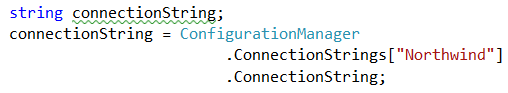 string connectionString;
connectionString = ConfigurationManager
.ConnectionStrings["Northwind"]
.ConnectionString;